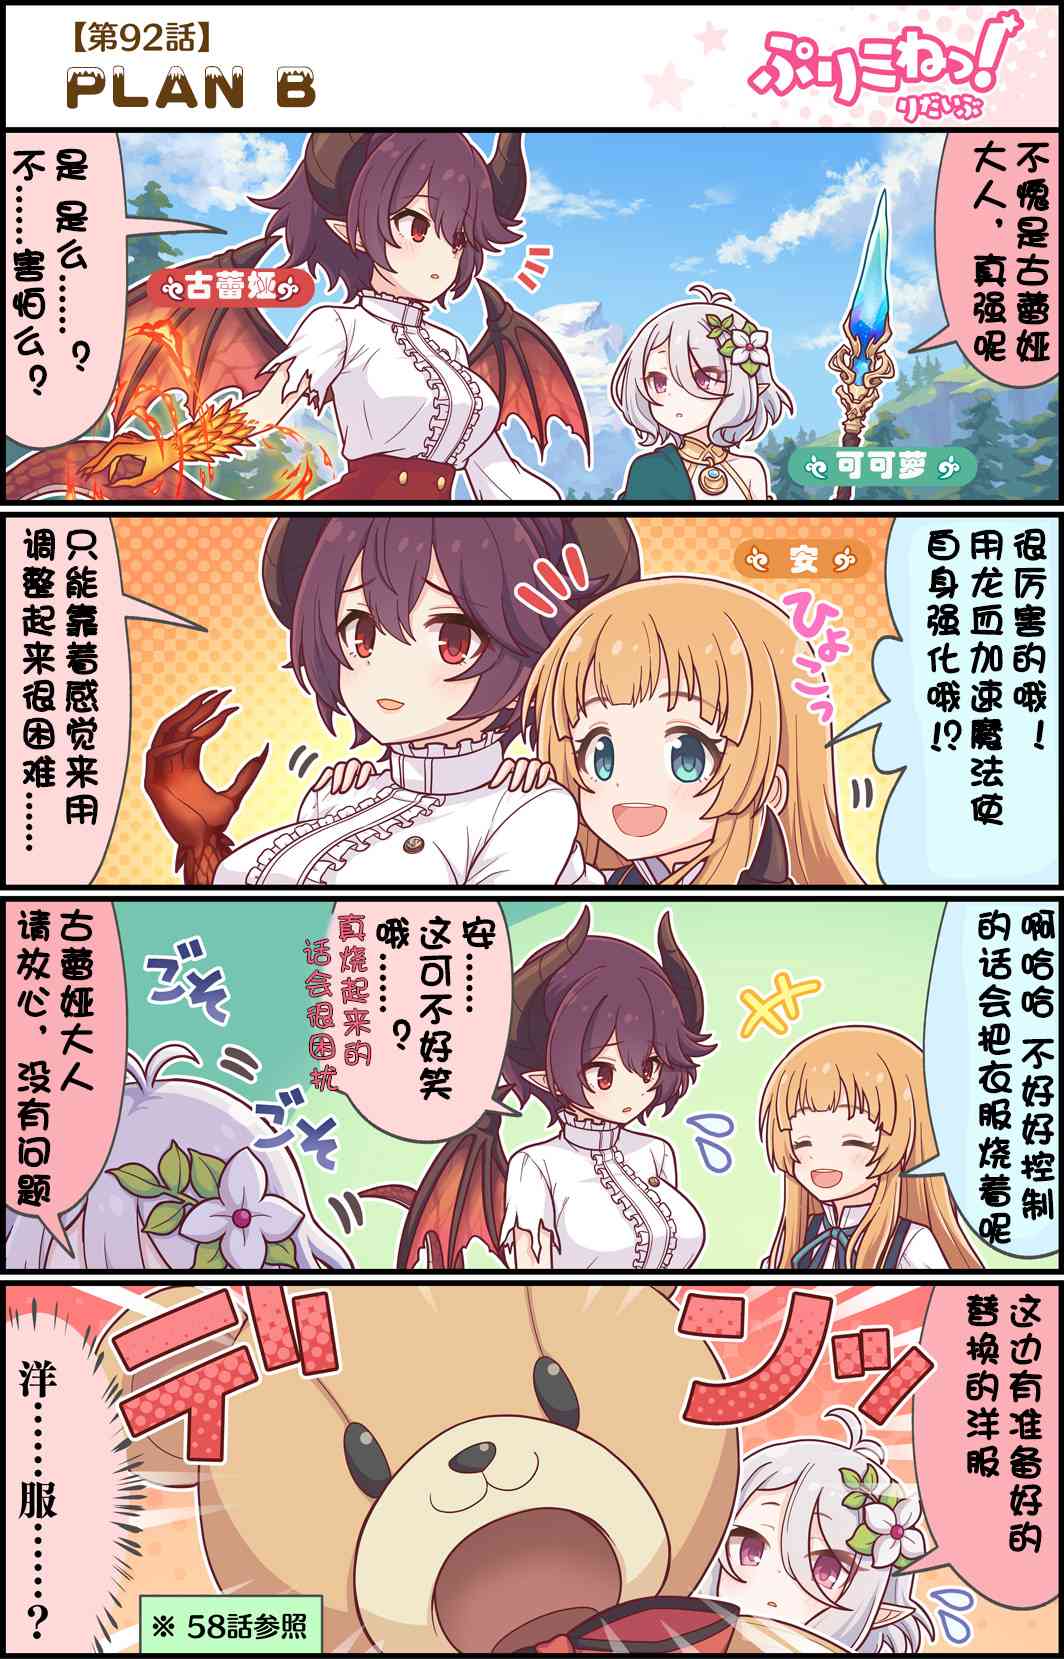 【第92話】
PLAN B
ぷりこねっ!
りだいぶ
不愧是古蕾娅
大人，真强呢
是 是么……？
不……害怕么？
古蕾娅
可可萝
很厉害的哦！
用龙血加速魔法使
自身强化哦!?
安
ひょこっ
只能靠着感觉来用
调整起来很困难……
啊哈哈 不好好控制
的话会把衣服烧着呢
安……
这可不好笑
哦……？
真烧起来的
话会很困扰
ごそ
ごそ
古蕾娅大人
请放心，没有问题
这边有准备好的
替换的洋服
デンッ
洋………服………？
※ 58話参照